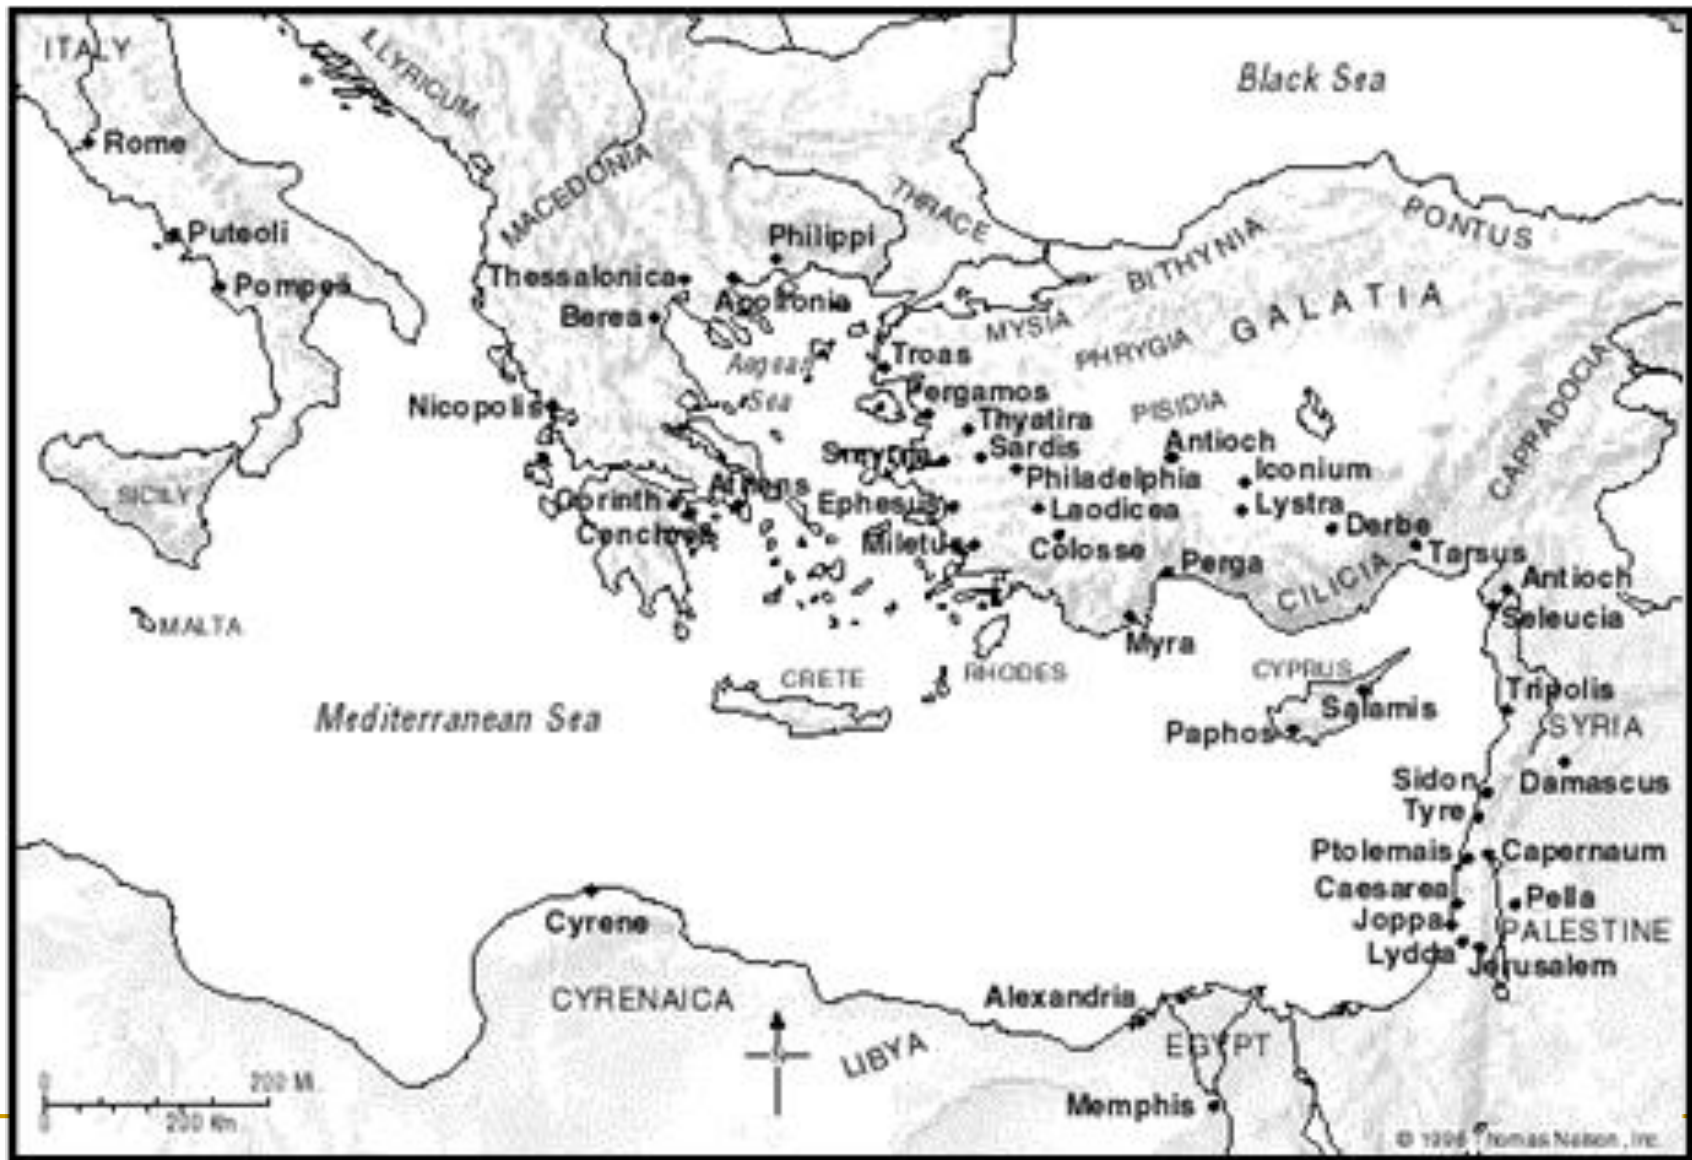 ITALY
ILLYRICUM
Black Sea
Rome
MACEDONIA
THRACE
PONTUS
Puteoli
Philippi
BITHYNIA
Pompeii
Thessalonica
Apollonia
GALATIA
Berea
MYSIA
PHRYGIA
Troas
CAPPADOCIA
Aegean
Sea
Pergamos
Nicopolis
PISIDIA
Thyatira
Antioch
Smyrna
Sardis
Iconium
Philadelphia
SICILY
Athens
Corinth
Ephesus
Laodicea
Lystra
Derbe
Miletus
Colosse
Tarsus
Perga
CILICIA
Antioch
Seleucia
MALTA
Myra
CRETE
RHODES
CYPRUS
Tripolis
Mediterranean Sea
Salamis
Paphos
SYRIA
Sidon
Damascus
Tyre
Ptolemais
Capernaum
Caesarea
Pella
Cyrene
Joppa
PALESTINE
Lydda
Jerusalem
CYRENAICA
Alexandria
LIBYA
EGYPT
0
200 Mi.
0
200 Km.
Memphis
Thomas Nelson, Inc.